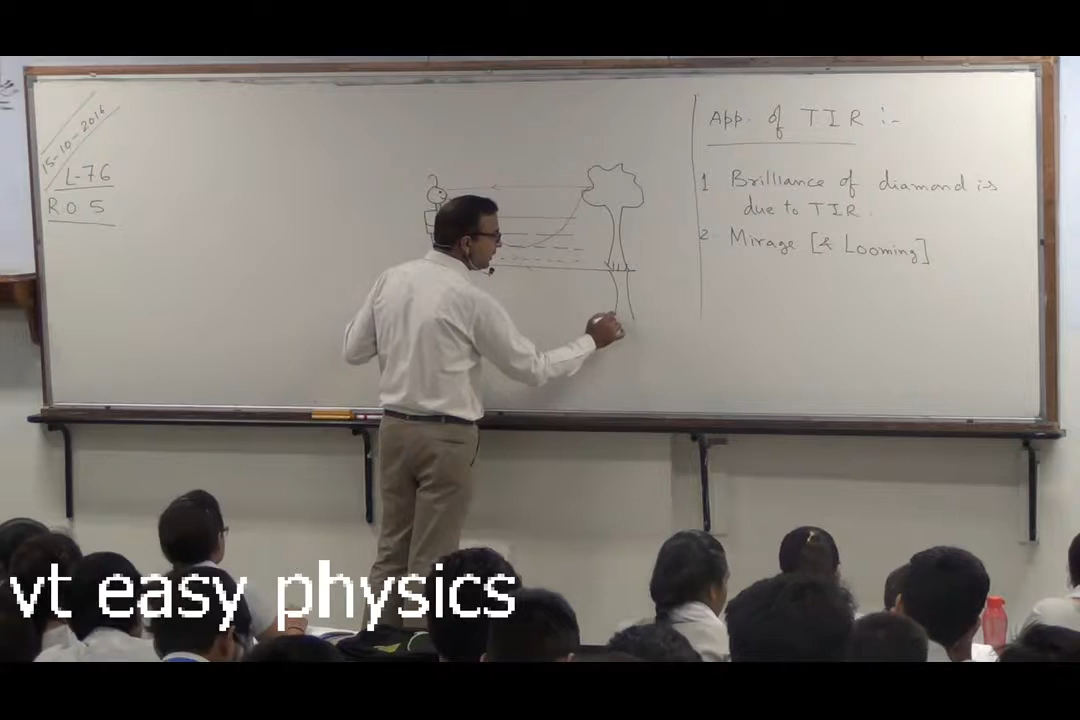 15-10-2016
L-76
R.O 5
App. of TIR :-
1 Brilliance of diamond is
due to TIR.
2. Mirage [& Looming]
vt easy physics